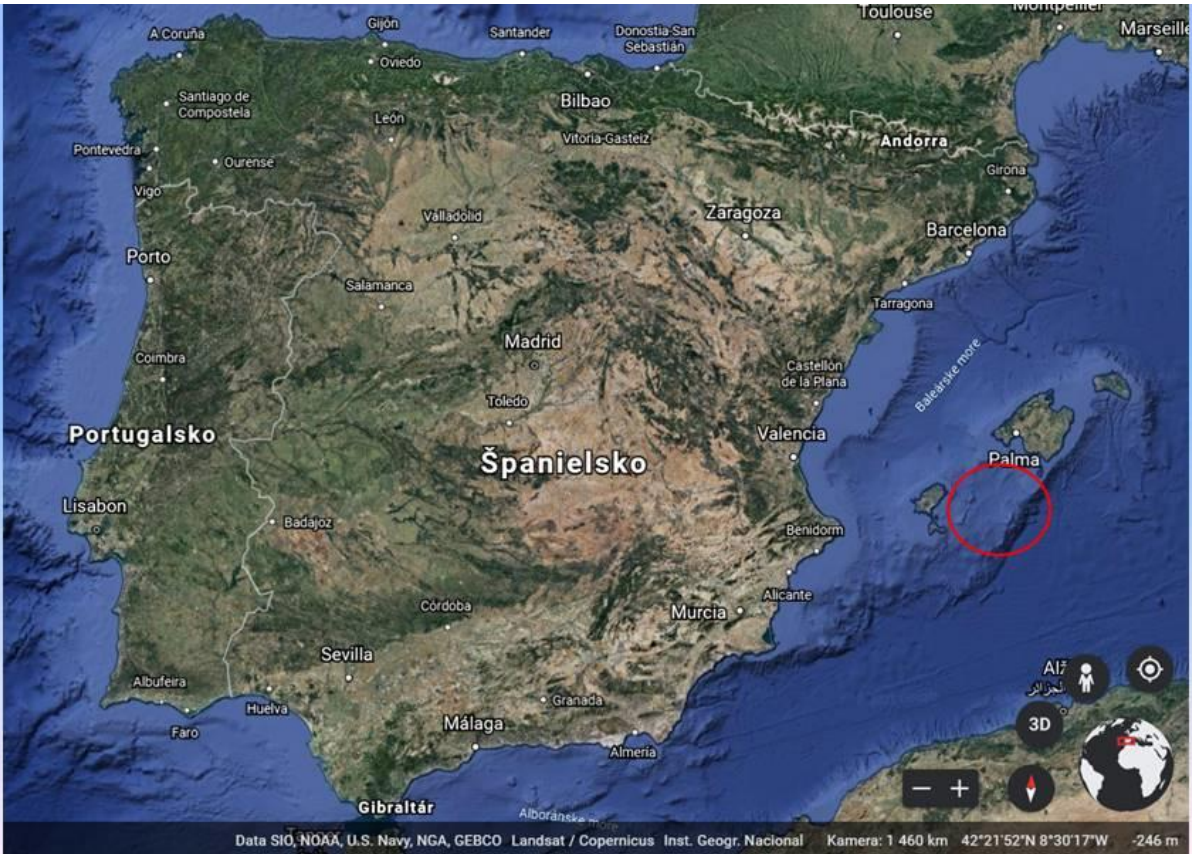 Toulouse
Montpellier
Marseille
A Coruña
Gijón
Santander
Donostia-San
Sebastián
Oviedo
Bilbao
Santiago de
Compostela
León
Vitoria-Gasteiz
Andorra
Pontevedra
Ourense
Girona
Vigo
Valladolid
Zaragoza
Barcelona
Porto
Salamanca
Tarragona
Madrid
Coimbra
Castellón
de la Plana
Baleárske more
Toledo
Portugalsko
Valencia
Španielsko
Palma
Lisabon
Badajoz
Benidorm
Alicante
Córdoba
Murcia
Sevilla
Albufeira
Huelva
Granada
Faro
Málaga
3D
Almería
Gibraltár
Alboránske more
Data SIO, NOAA, U.S. Navy, NGA, GEBCO Landsat / Copernicus Inst. Geogr. Nacional Kamera: 1 460 km 42°21'52"N 8°30'17"W -246 m